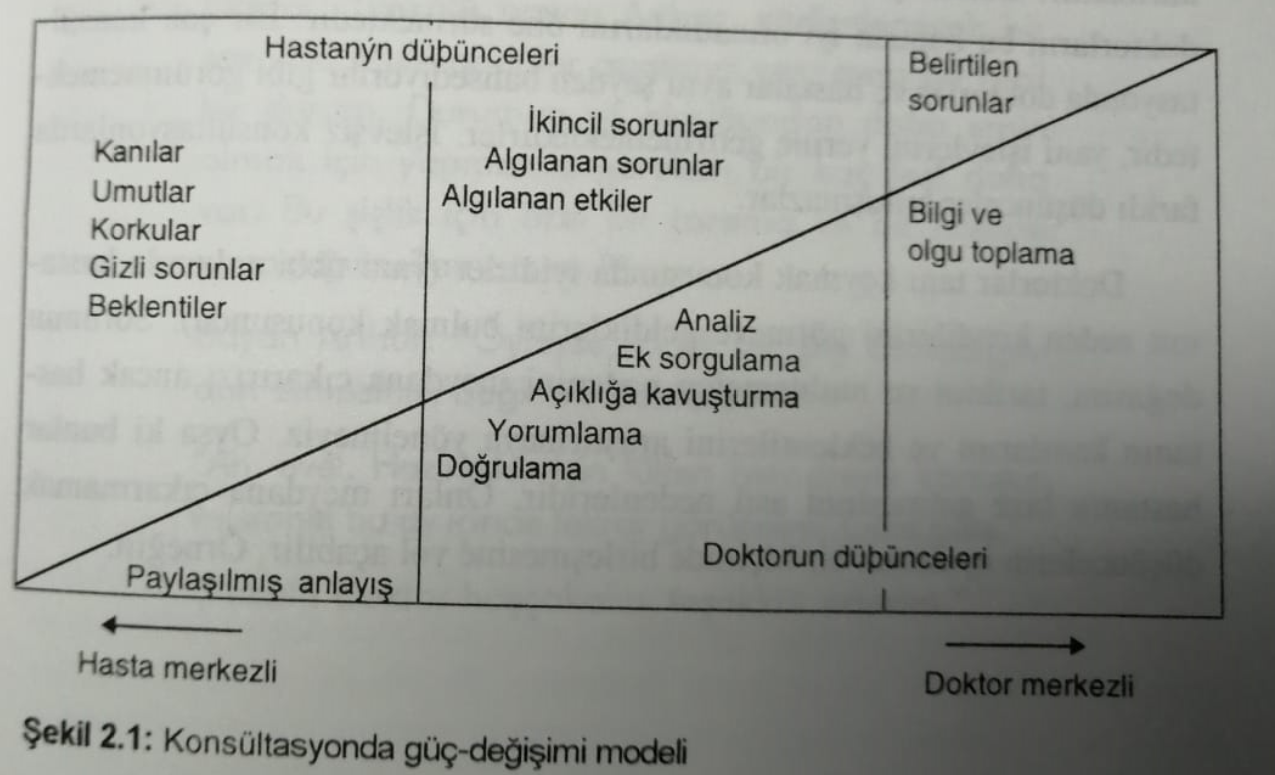 Hastanýn düþünceleri
Kanılar
Umutlar
Korkular
Gizli sorunlar
Beklentiler
İkincil sorunlar
Algılanan sorunlar
Algılanan etkiler
Belirtilen
sorunlar
Bilgi ve
olgu toplama
Analiz
Ek sorgulama
Açıklığa kavuşturma
Yorumlama
Doğrulama
Doktorun düþünceleri
Paylaşılmış anlayış
Hasta merkezli
Doktor merkezli
Şekil 2.1: Konsültasyonda güç-değişimi modeli